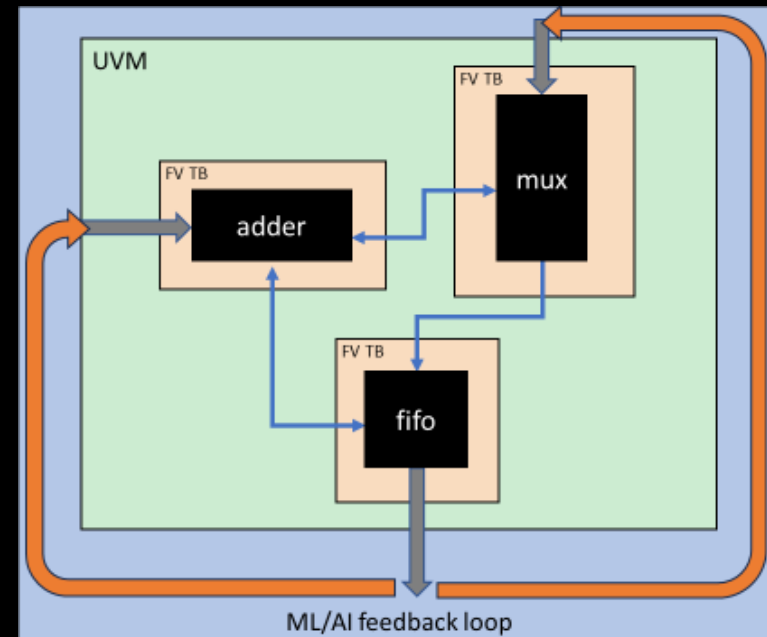 UVM
FV TB
mux
FV TB
adder
FV TB
fifo
ML/AI feedback loop